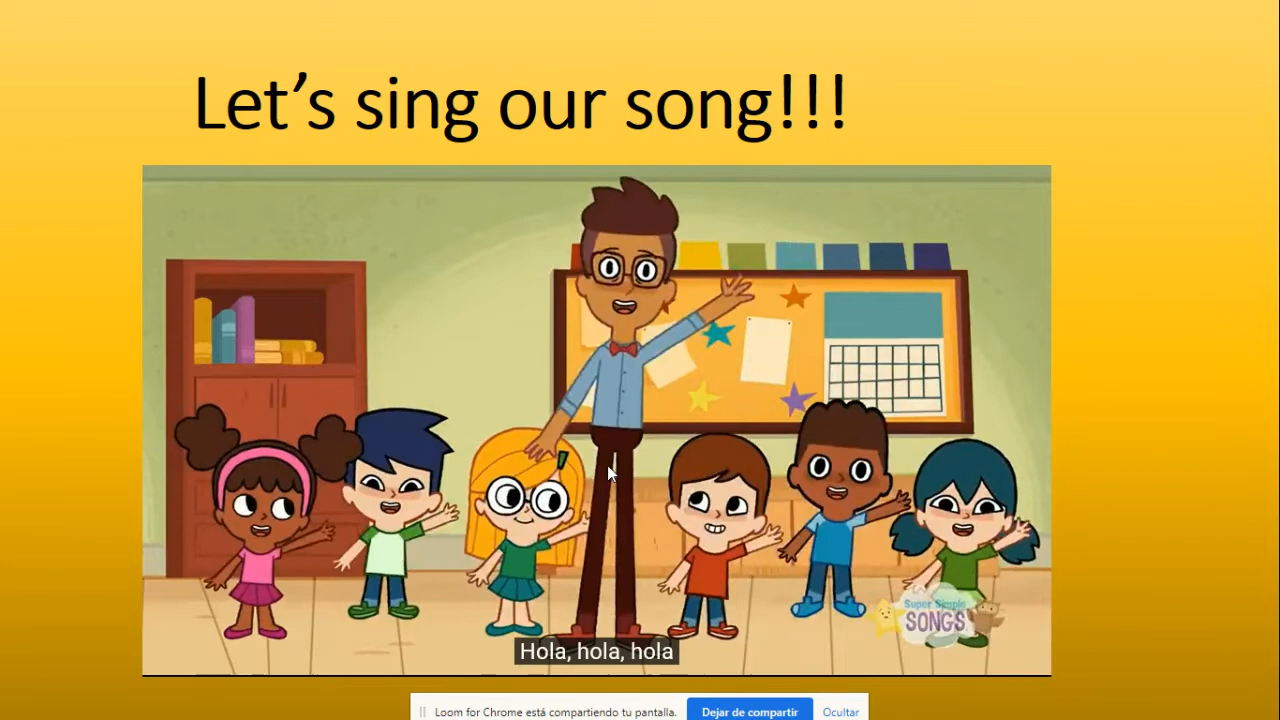 Let’s sing our song!!!
Super Simple
SONGS
Hola, hola, hola
Loom for Chrome está compartiendo tu pantalla.
Dejar de compartir
Ocultar